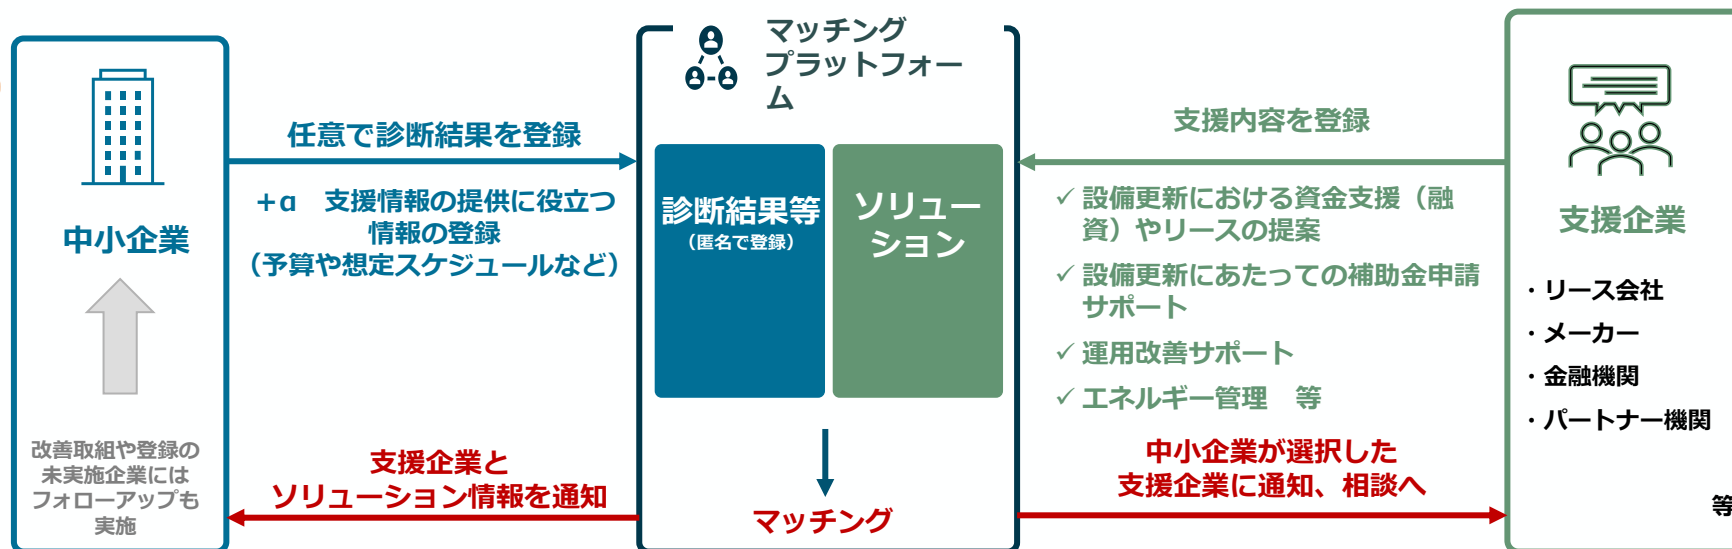 中小企業
改善取組や登録の
未実施企業には
フォローアップも
実施
任意で診断結果を登録
＋α　支援情報の提供に役立つ
情報の登録
（予算や想定スケジュールなど）
支援企業と
ソリューション情報を通知
マッチング
プラットフォー
ム
診断結果等
（匿名で登録）
ソリュー
ション
マッチング
支援内容を登録
✓ 設備更新における資金支援（融
資）やリースの提案
✓ 設備更新にあたっての補助金申請
サポート
✓ 運用改善サポート
✓ エネルギー管理　等
中小企業が選択した
支援企業に通知、相談へ
支援企業
・リース会社
・メーカー
・金融機関
・パートナー機関
等